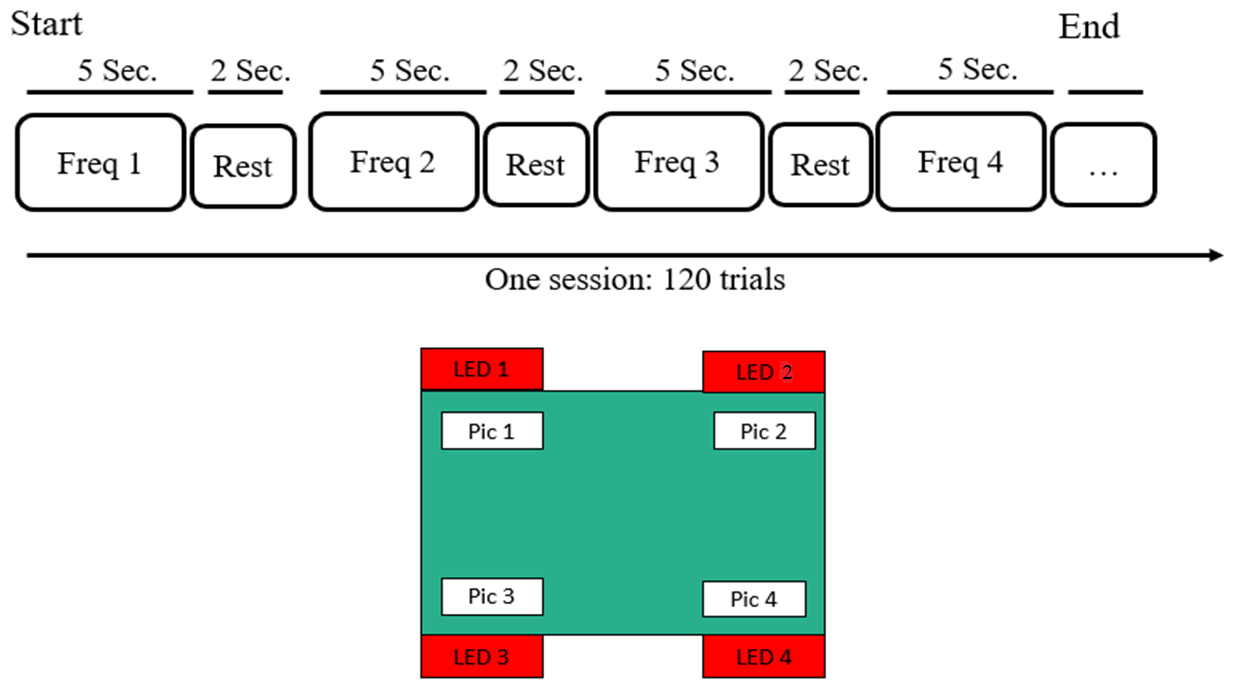 Start End
5 Sec. 2 Sec. 5 Sec. 2 Sec. 5 Sec. 2 Sec. 5 Sec.
Freq 1 Rest Freq 2 Rest Freq 3 Rest Freq 4 ...
One session: 120 trials
LED 1 LED 2
Pic 1 Pic 2
Pic 3 Pic 4
LED 3 LED 4